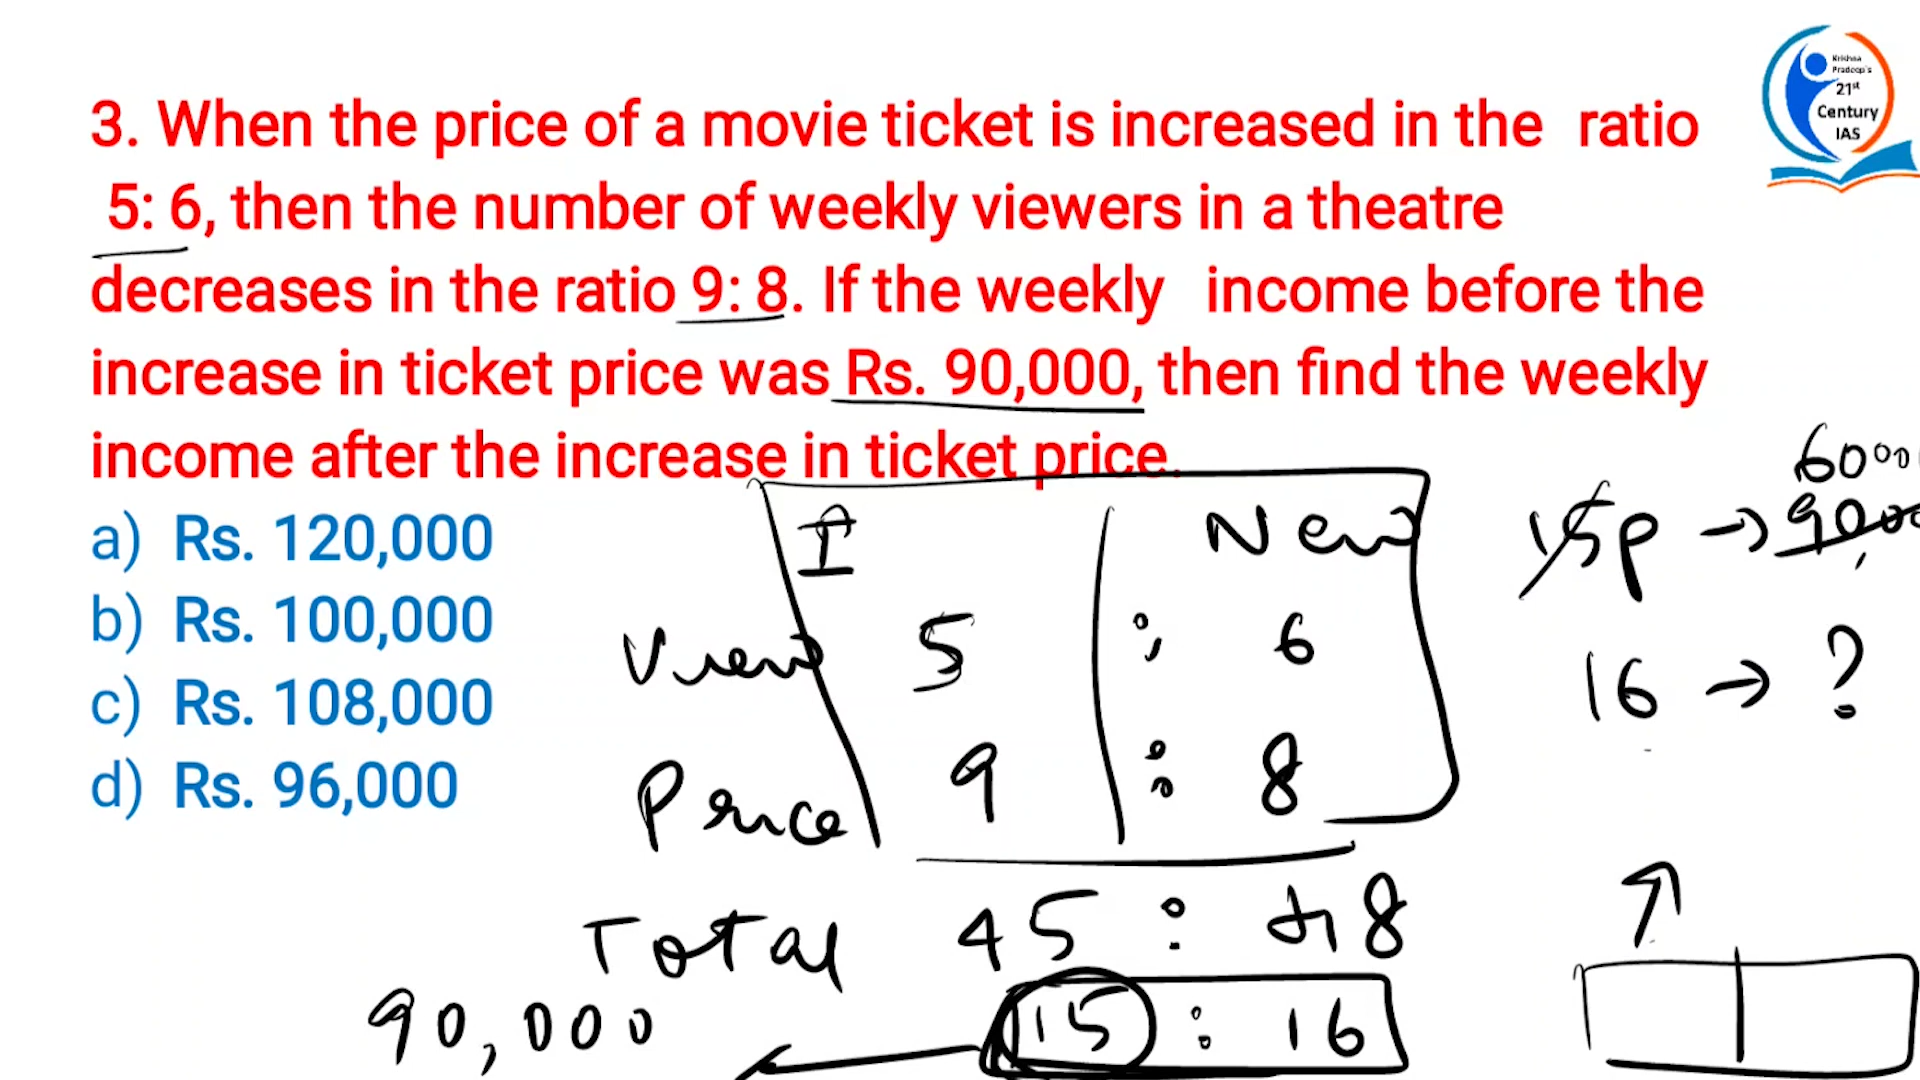 Krishna
Pradeep's
21st
Century
IAS
3. When the price of a movie ticket is increased in the ratio
5: 6, then the number of weekly viewers in a theatre
decreases in the ratio 9: 8. If the weekly income before the
increase in ticket price was Rs. 90,000, then find the weekly
income after the increase in ticket price.
a) Rs. 120,000
b) Rs. 100,000
c) Rs. 108,000
d) Rs. 96,000
I New
View 5 : 6
Price 9 : 8
Total 45 : 48
15 : 16
90,000
6000
15p → 90,00
16 → ?